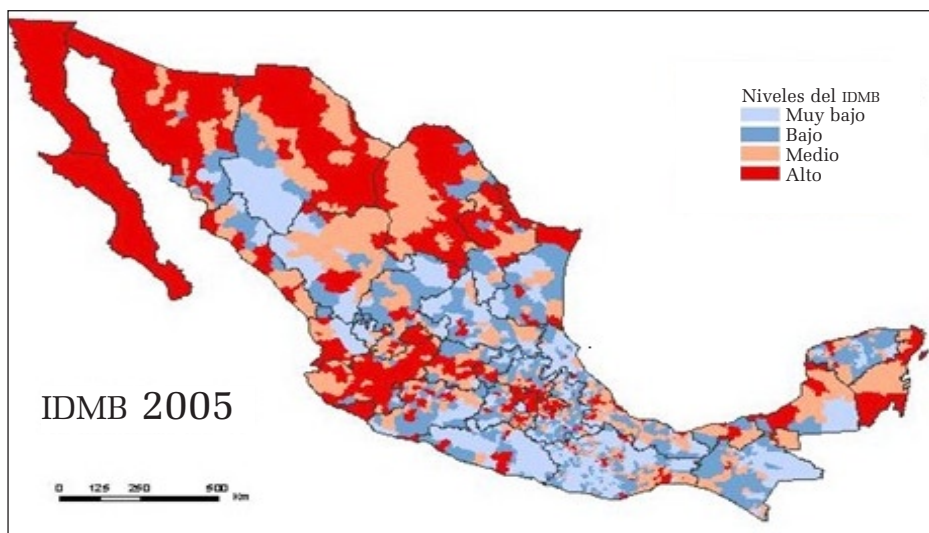 Niveles del IDMB
Muy bajo
Bajo
Medio
Alto
IDMB 2005
0 125 250 500 Km